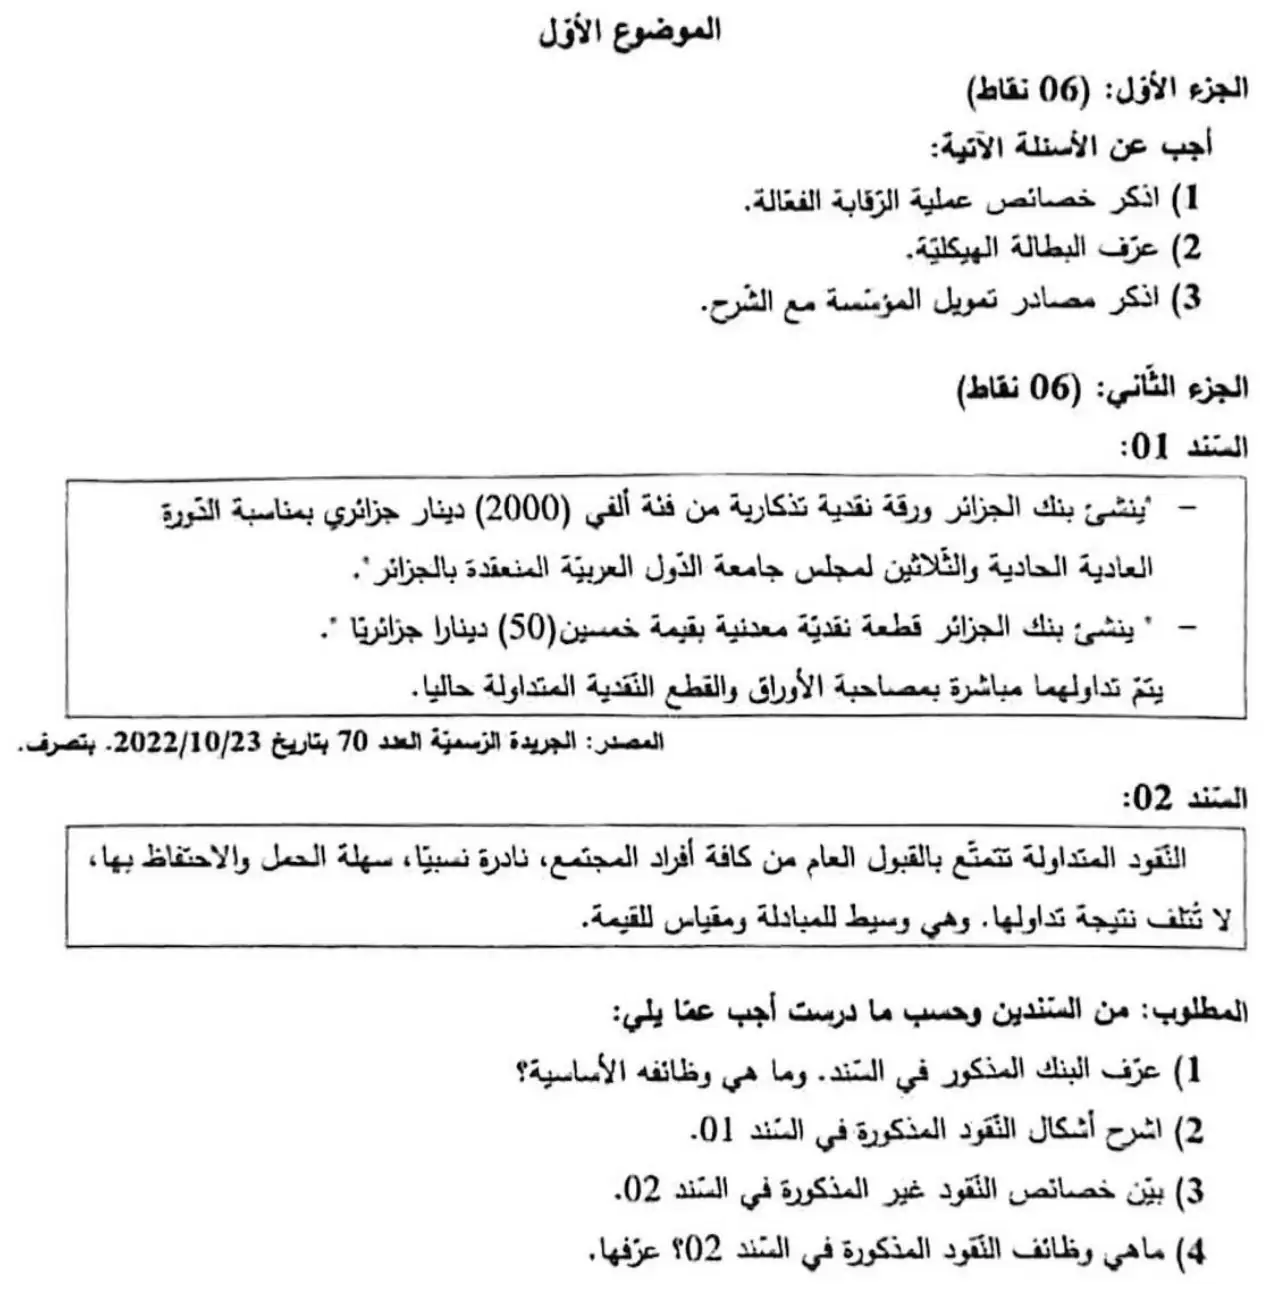 الموضوع الأوّل
الجزء الأوّل: (06 نقاط)
أجب عن الأسئلة الآتية:
1) اذكر خصائص عملية الرّقابة الفعّالة.
2) عرّف البطالة الهيكليّة.
3) اذكر مصادر تمويل المؤسّسة مع الشّرح.
الجزء الثّاني: (06 نقاط)
السّند 01:
– "ينشئ بنك الجزائر ورقة نقدية تذكارية من فئة ألفي (2000) دينار جزائري بمناسبة الدّورة
العادية الحادية والثّلاثين لمجلس جامعة الدّول العربيّة المنعقدة بالجزائر".
– " ينشئ بنك الجزائر قطعة نقديّة معدنية بقيمة خمسين(50) دينارا جزائريّا ".
يتمّ تداولهما مباشرة بمصاحبة الأوراق والقطع النّقدية المتداولة حاليا.
المصدر: الجريدة الرّسميّة العدد 70 بتاريخ 2022/10/23. بتصرف.
السّند 02:
النّقود المتداولة تتمتّع بالقبول العام من كافة أفراد المجتمع، نادرة نسبيّا، سهلة الحمل والاحتفاظ بها،
لا تُتلف نتيجة تداولها. وهي وسيط للمبادلة ومقياس للقيمة.
المطلوب: من السّندين وحسب ما درست أجب عمّا يلي:
1) عرّف البنك المذكور في السّند. وما هي وظائفه الأساسية؟
2) اشرح أشكال النّقود المذكورة في السّند 01.
3) بيّن خصائص النّقود غير المذكورة في السّند 02.
4) ماهي وظائف النّقود المذكورة في السّند 02؟ عرّفها.